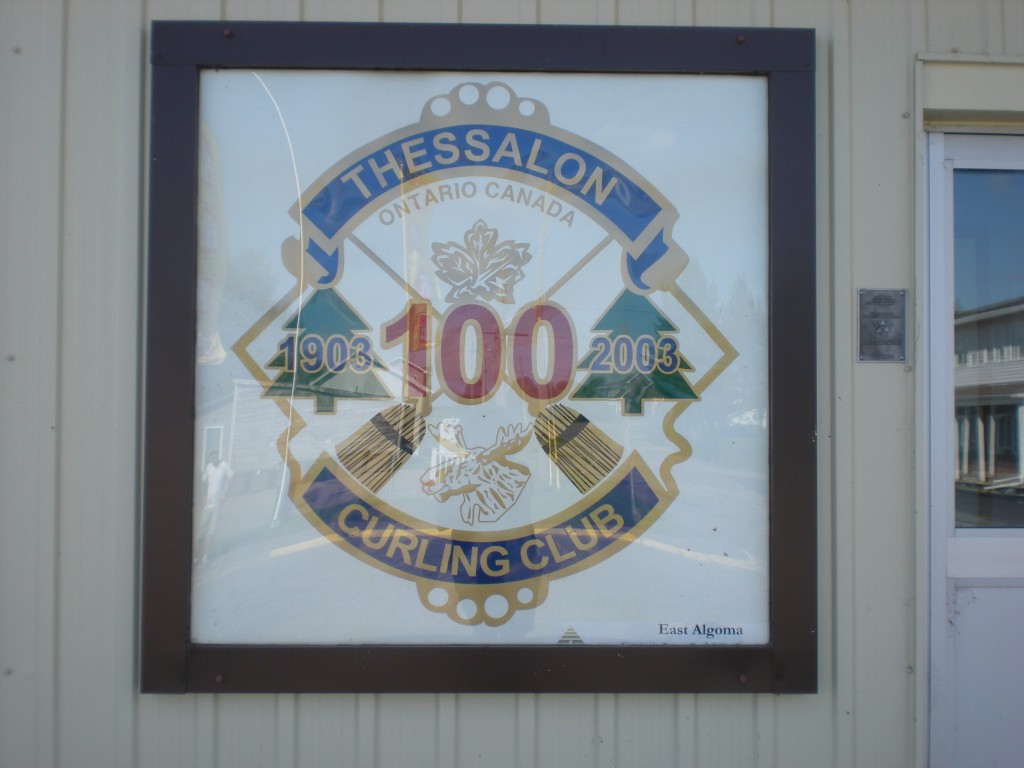 THESSALON
ONTARIO CANADA
1903 100 2003
CURLING CLUB
East Algoma